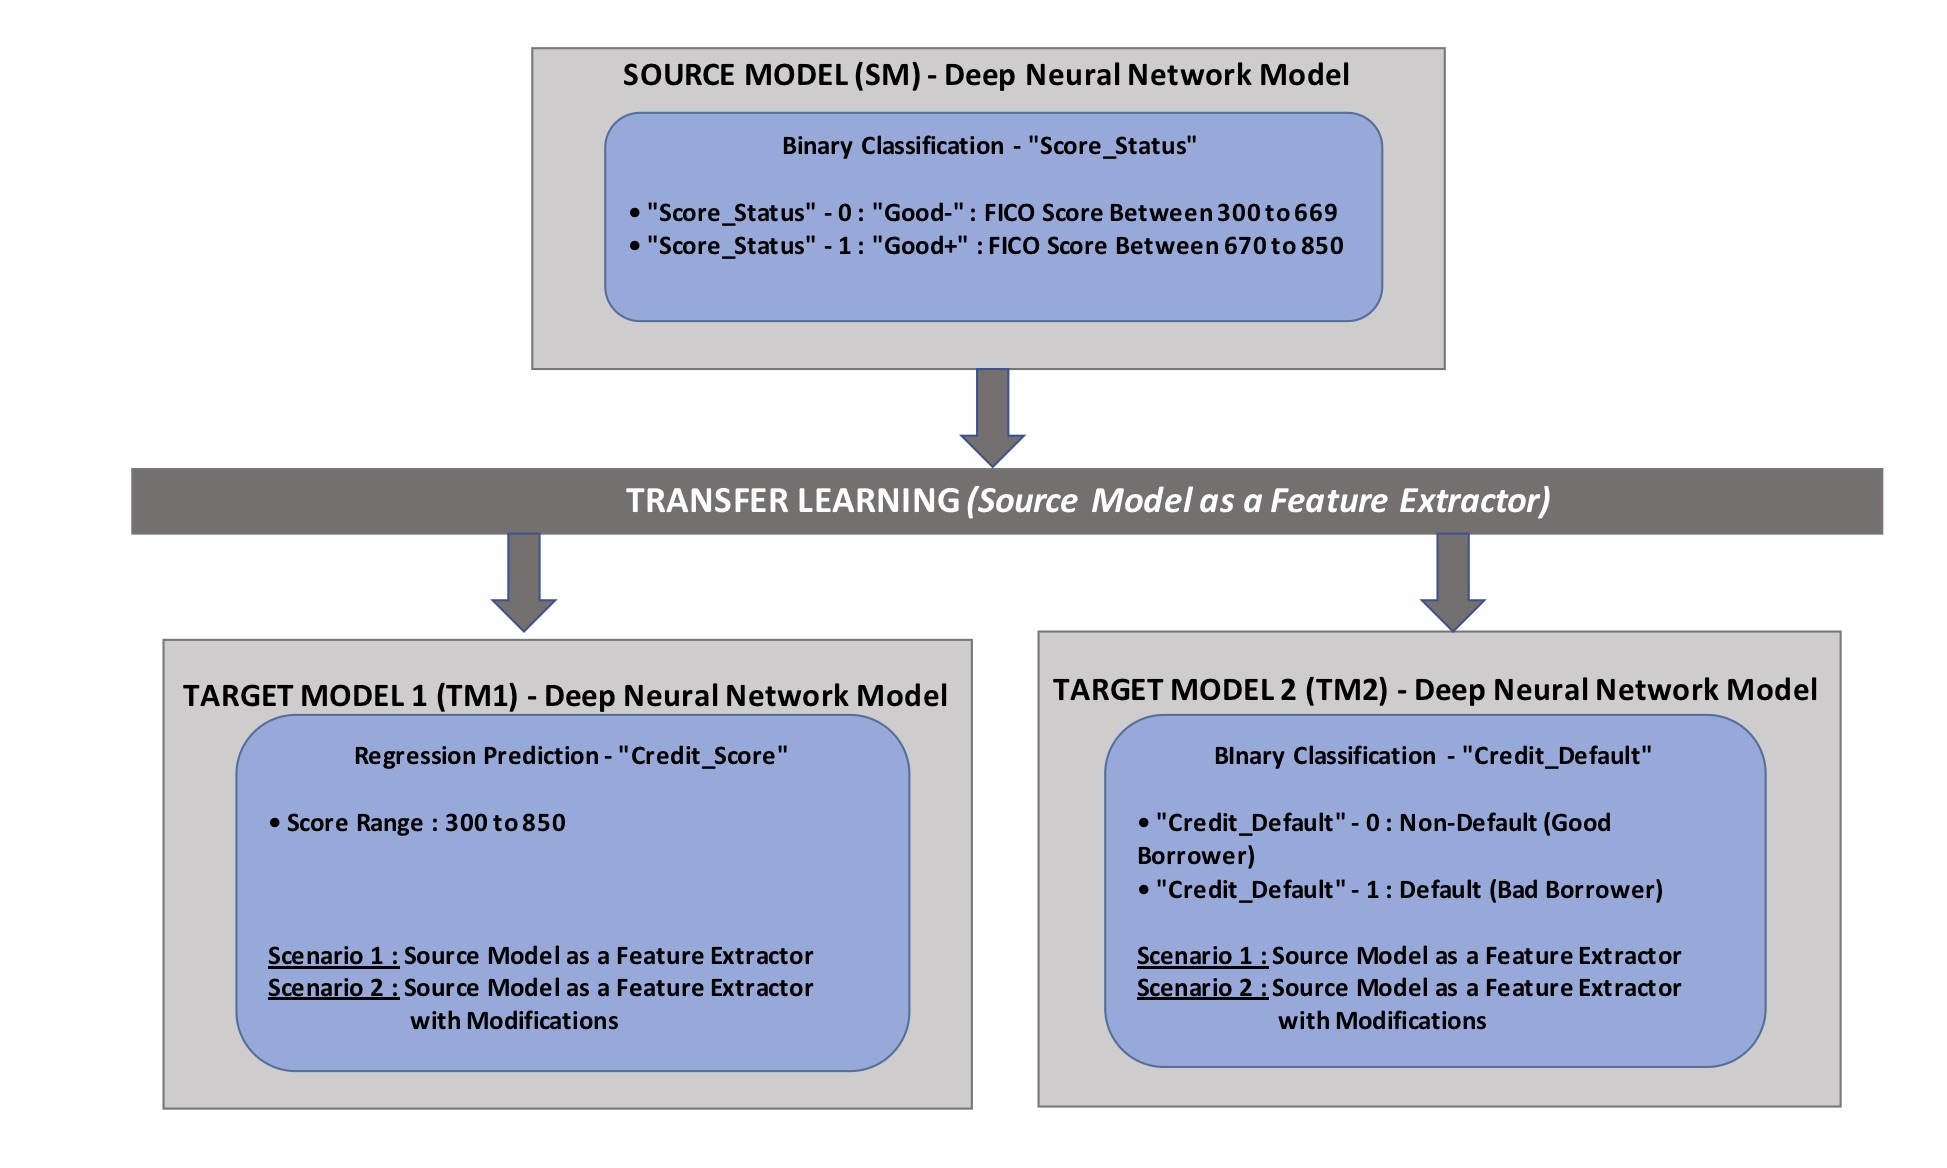 SOURCE MODEL (SM) - Deep Neural Network Model
Binary Classification - "Score_Status"
• "Score_Status" - 0 : "Good-" : FICO Score Between 300 to 669
• "Score_Status" - 1 : "Good+" : FICO Score Between 670 to 850
TRANSFER LEARNING (Source Model as a Feature Extractor)
TARGET MODEL 1 (TM1) - Deep Neural Network Model
Regression Prediction - "Credit_Score"
• Score Range : 300 to 850
Scenario 1 : Source Model as a Feature Extractor
Scenario 2 : Source Model as a Feature Extractor
with Modifications
TARGET MODEL 2 (TM2) - Deep Neural Network Model
BInary Classification - "Credit_Default"
• "Credit_Default" - 0 : Non-Default (Good
Borrower)
• "Credit_Default" - 1 : Default (Bad Borrower)
Scenario 1 : Source Model as a Feature Extractor
Scenario 2 : Source Model as a Feature Extractor
with Modifications